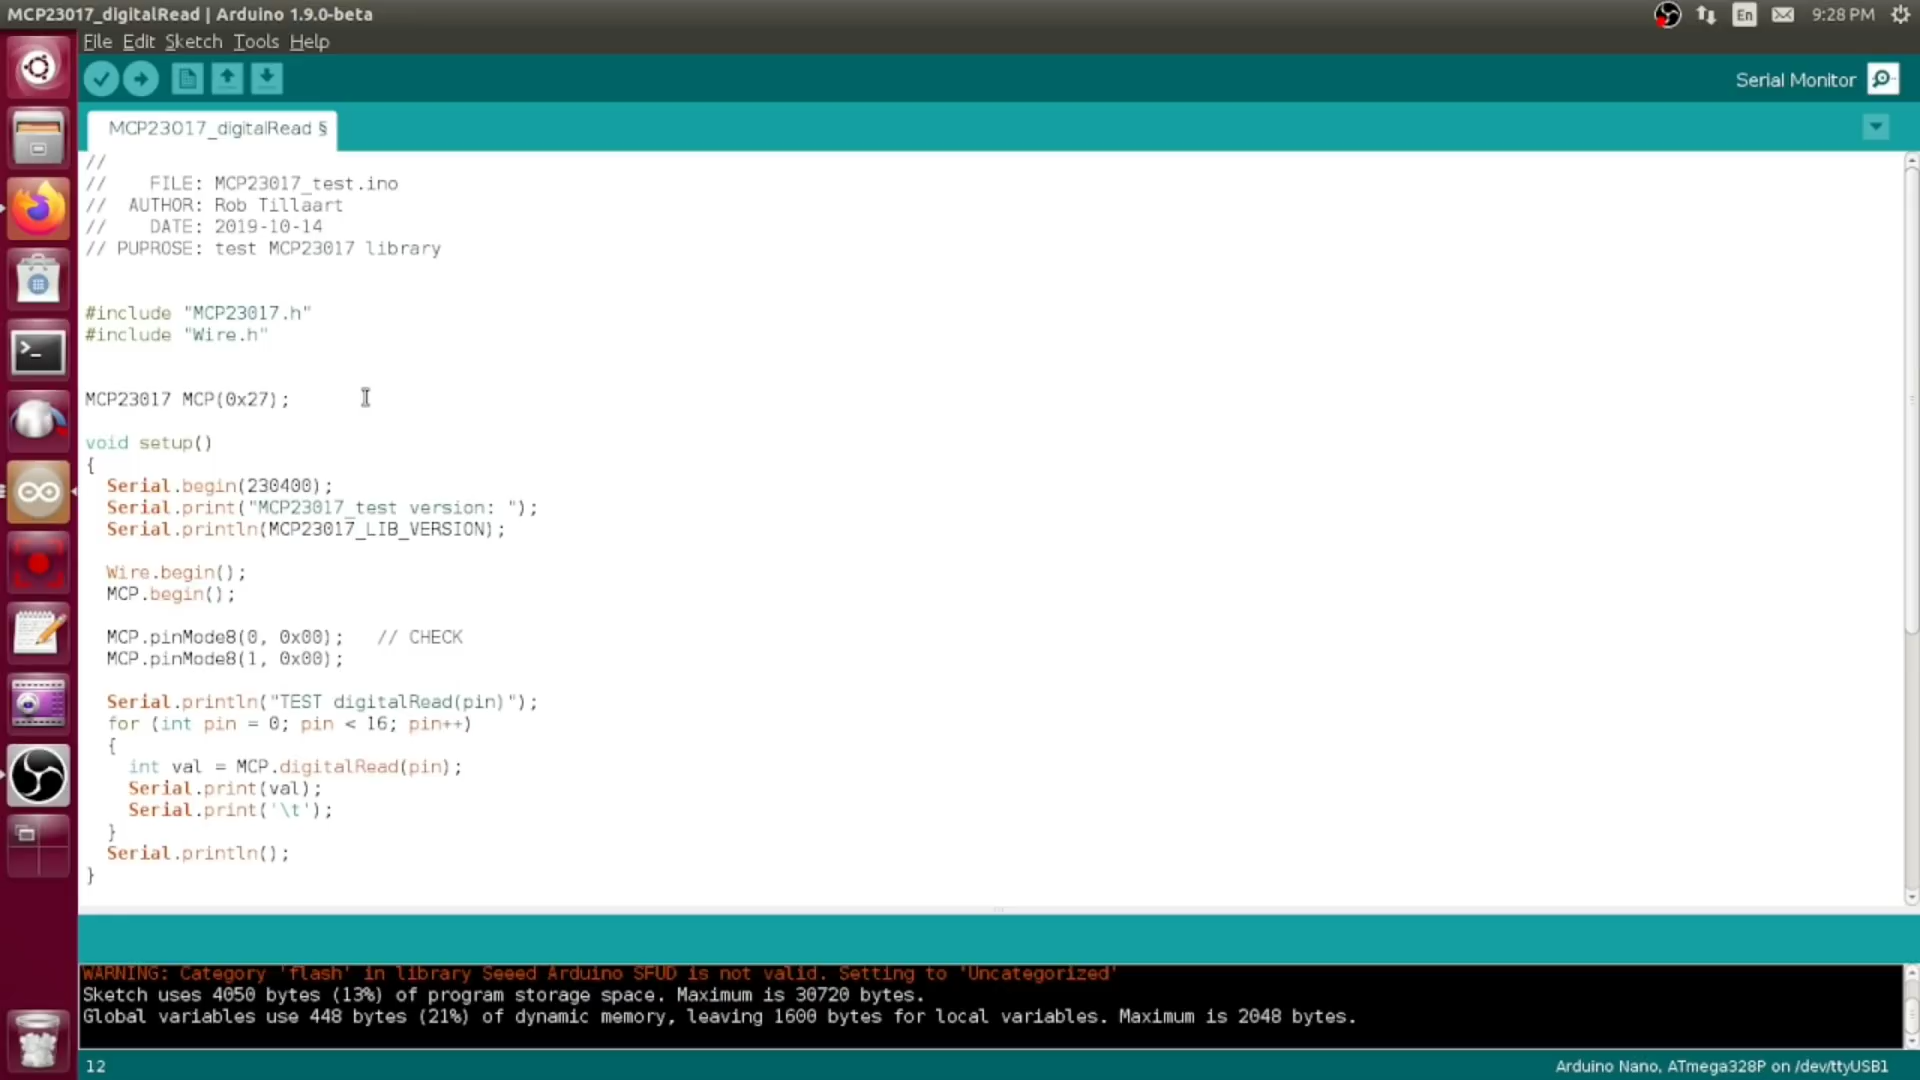 MCP23017_digitalRead | Arduino 1.9.0-beta
En
9:28 PM
File Edit Sketch Tools Help
Serial Monitor
MCP23017_digitalRead §
//
//    FILE: MCP23017_test.ino
//  AUTHOR: Rob Tillaart
//    DATE: 2019-10-14
// PUPROSE: test MCP23017 library
#include "MCP23017.h"
#include "Wire.h"
MCP23017 MCP(0x27);
void setup()
{
  Serial.begin(230400);
  Serial.print("MCP23017_test version: ");
  Serial.println(MCP23017_LIB_VERSION);
  Wire.begin();
  MCP.begin();
  MCP.pinMode8(0, 0x00);   // CHECK
  MCP.pinMode8(1, 0x00);
  Serial.println("TEST digitalRead(pin)");
  for (int pin = 0; pin < 16; pin++)
  {
    int val = MCP.digitalRead(pin);
    Serial.print(val);
    Serial.print('\t');
  }
  Serial.println();
}
WARNING: Category 'flash' in library Seeed Arduino SFUD is not valid. Setting to 'Uncategorized'
Sketch uses 4050 bytes (13%) of program storage space. Maximum is 30720 bytes.
Global variables use 448 bytes (21%) of dynamic memory, leaving 1600 bytes for local variables. Maximum is 2048 bytes.
12
Arduino Nano, ATmega328P on /dev/ttyUSB1